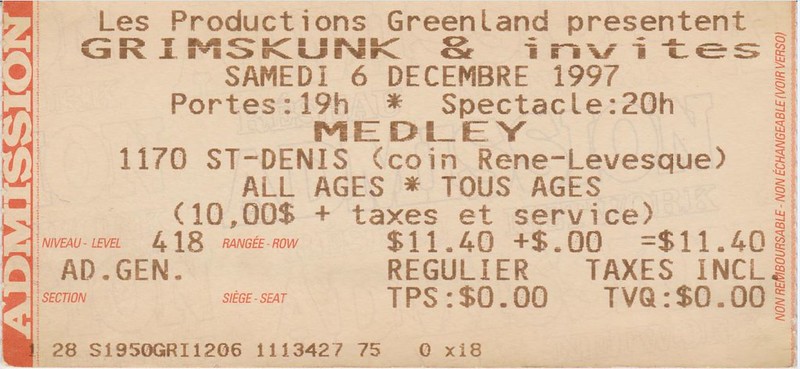 Les Productions Greenland presentent
GRIMSKUNK & invites
SAMEDI 6 DECEMBRE 1997
Portes:19h * Spectacle:20h
MEDLEY
1170 ST-DENIS (coin Rene-Levesque)
ALL AGES * TOUS AGES
(10,00$ + taxes et service)
NIVEAU - LEVEL 418 RANGÉE - ROW $11.40 +$.00 =$11.40
AD.GEN. REGULIER TAXES INCL.
SECTION SIÈGE - SEAT TPS:$0.00 TVQ:$0.00
1 28 S1950GRI1206 1113427 75 0 x18
ADMISSION
NON REMBOURSABLE - NON ÉCHANGEABLE (VOIR VERSO)